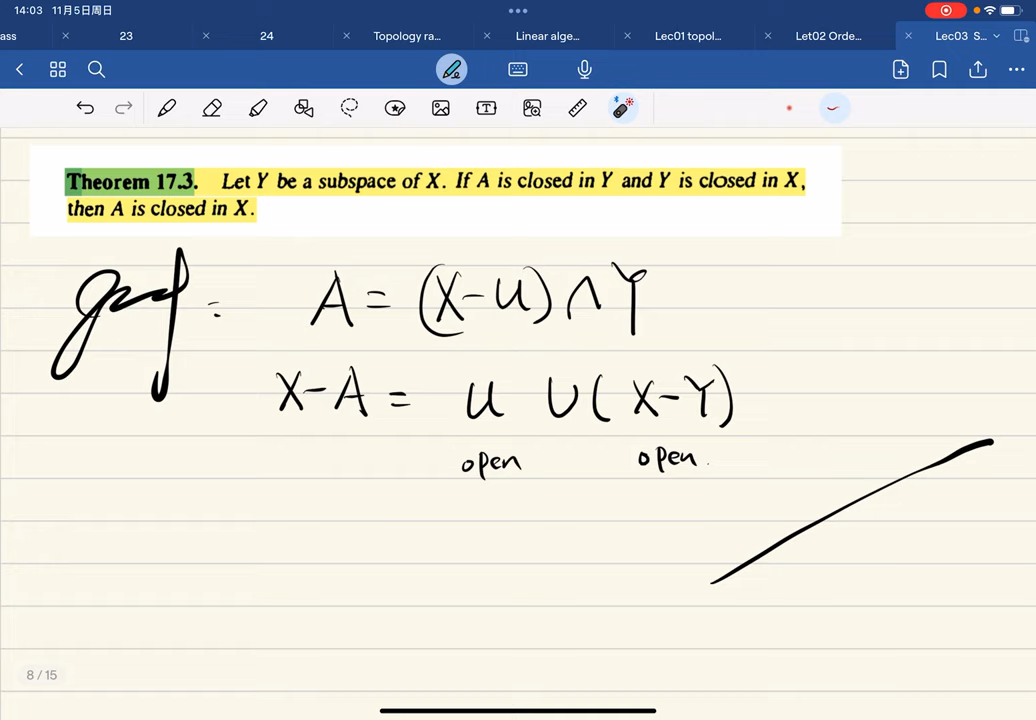 14:03 11月5日周日
ass 23 24 Topology ra... Linear alge... Lec01 topol... Let02 Orde... Lec03 S...
Theorem 17.3. Let Y be a subspace of X. If A is closed in Y and Y is closed in X,
then A is closed in X.
proof: A = (X-U) ∩ Y
X-A = U ∪ (X-Y)
open open.
8 / 15